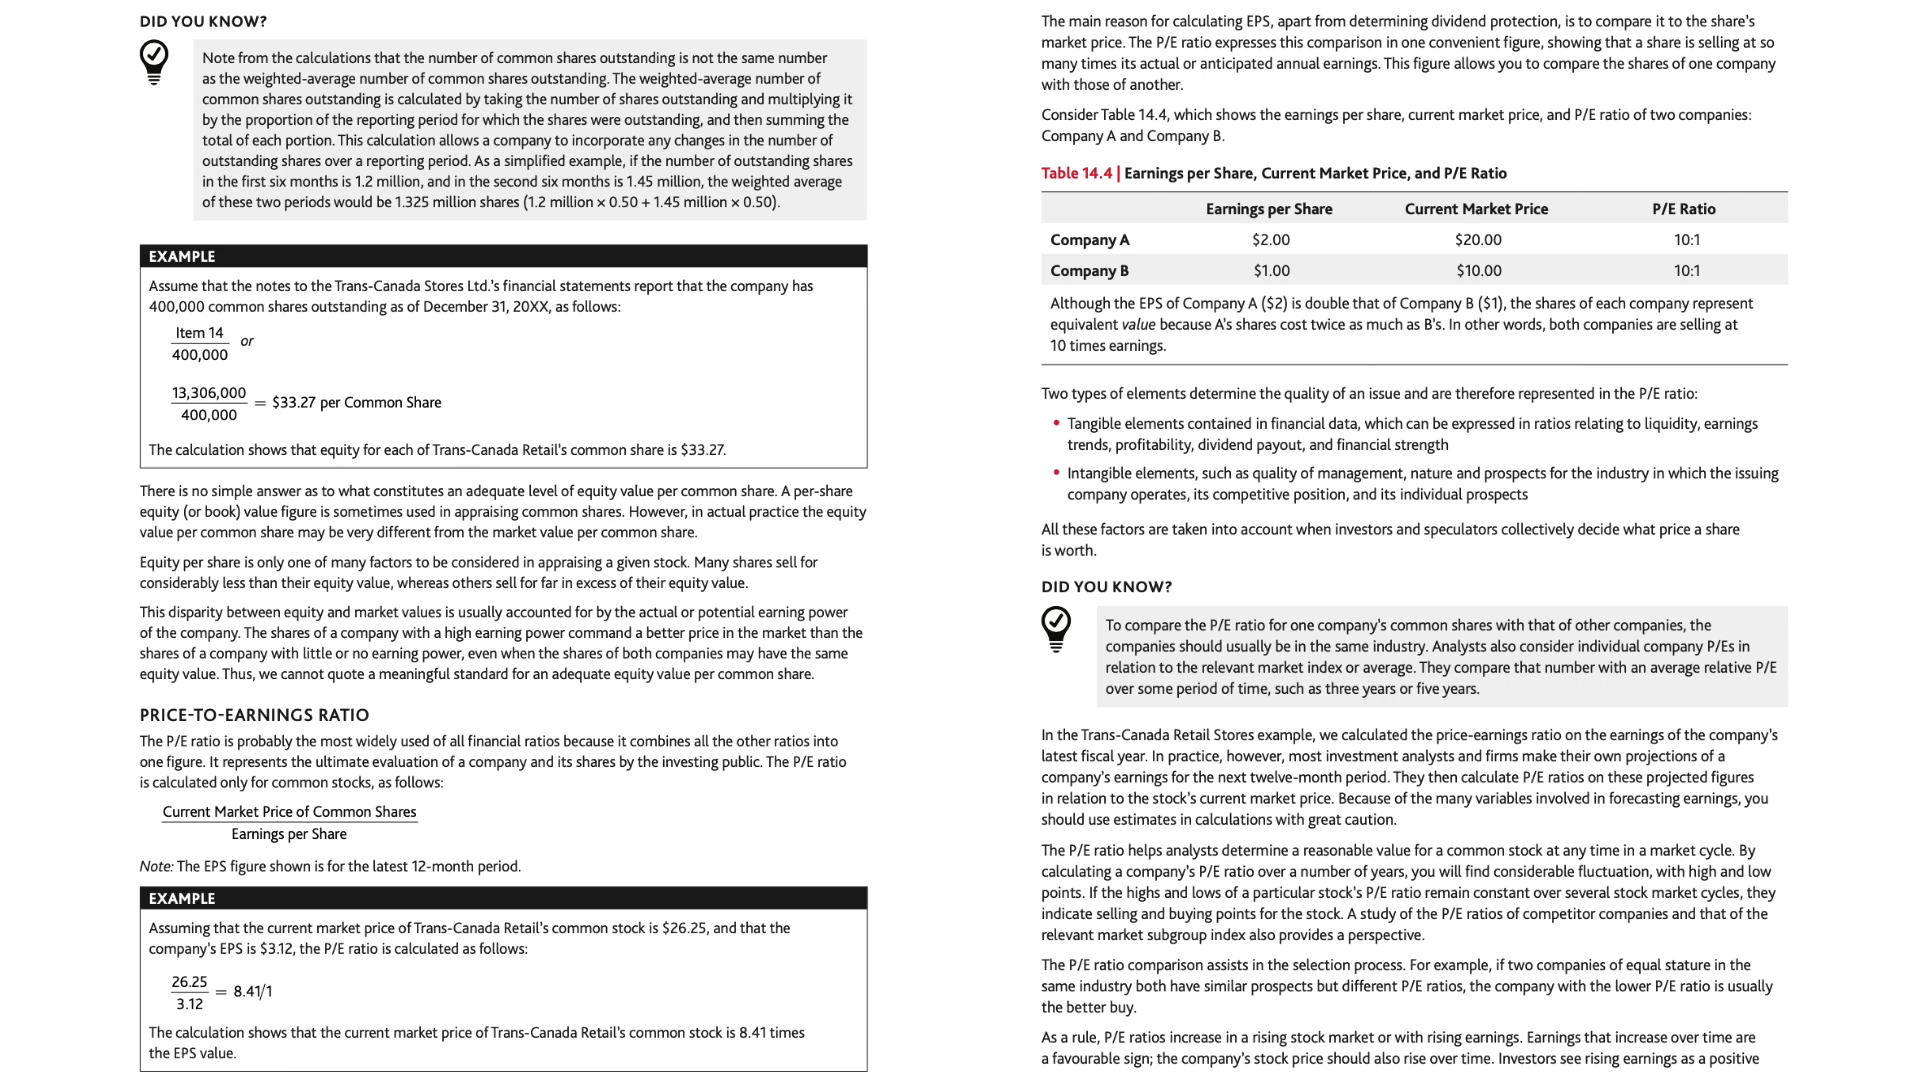 DID YOU KNOW?
Note from the calculations that the number of common shares outstanding is not the same number
as the weighted-average number of common shares outstanding. The weighted-average number of
common shares outstanding is calculated by taking the number of shares outstanding and multiplying it
by the proportion of the reporting period for which the shares were outstanding, and then summing the
total of each portion. This calculation allows a company to incorporate any changes in the number of
outstanding shares over a reporting period. As a simplified example, if the number of outstanding shares
in the first six months is 1.2 million, and in the second six months is 1.45 million, the weighted average
of these two periods would be 1.325 million shares (1.2 million × 0.50 + 1.45 million × 0.50).
EXAMPLE
Assume that the notes to the Trans-Canada Stores Ltd.'s financial statements report that the company has
400,000 common shares outstanding as of December 31, 20XX, as follows:
Item 14
or
400,000
13,306,000
= $33.27 per Common Share
400,000
The calculation shows that equity for each of Trans-Canada Retail's common share is $33.27.
There is no simple answer as to what constitutes an adequate level of equity value per common share. A per-share
equity (or book) value figure is sometimes used in appraising common shares. However, in actual practice the equity
value per common share may be very different from the market value per common share.
Equity per share is only one of many factors to be considered in appraising a given stock. Many shares sell for
considerably less than their equity value, whereas others sell for far in excess of their equity value.
This disparity between equity and market values is usually accounted for by the actual or potential earning power
of the company. The shares of a company with a high earning power command a better price in the market than the
shares of a company with little or no earning power, even when the shares of both companies may have the same
equity value. Thus, we cannot quote a meaningful standard for an adequate equity value per common share.
PRICE-TO-EARNINGS RATIO
The P/E ratio is probably the most widely used of all financial ratios because it combines all the other ratios into
one figure. It represents the ultimate evaluation of a company and its shares by the investing public. The P/E ratio
is calculated only for common stocks, as follows:
Current Market Price of Common Shares
Earnings per Share
Note: The EPS figure shown is for the latest 12-month period.
EXAMPLE
Assuming that the current market price of Trans-Canada Retail's common stock is $26.25, and that the
company's EPS is $3.12, the P/E ratio is calculated as follows:
26.25
= 8.41/1
3.12
The calculation shows that the current market price of Trans-Canada Retail's common stock is 8.41 times
the EPS value.
The main reason for calculating EPS, apart from determining dividend protection, is to compare it to the share's
market price. The P/E ratio expresses this comparison in one convenient figure, showing that a share is selling at so
many times its actual or anticipated annual earnings. This figure allows you to compare the shares of one company
with those of another.
Consider Table 14.4, which shows the earnings per share, current market price, and P/E ratio of two companies:
Company A and Company B.
Table 14.4 | Earnings per Share, Current Market Price, and P/E Ratio
Earnings per Share Current Market Price P/E Ratio
Company A $2.00 $20.00 10:1
Company B $1.00 $10.00 10:1
Although the EPS of Company A ($2) is double that of Company B ($1), the shares of each company represent
equivalent value because A's shares cost twice as much as B's. In other words, both companies are selling at
10 times earnings.
Two types of elements determine the quality of an issue and are therefore represented in the P/E ratio:
• Tangible elements contained in financial data, which can be expressed in ratios relating to liquidity, earnings
trends, profitability, dividend payout, and financial strength
• Intangible elements, such as quality of management, nature and prospects for the industry in which the issuing
company operates, its competitive position, and its individual prospects
All these factors are taken into account when investors and speculators collectively decide what price a share
is worth.
DID YOU KNOW?
To compare the P/E ratio for one company's common shares with that of other companies, the
companies should usually be in the same industry. Analysts also consider individual company P/Es in
relation to the relevant market index or average. They compare that number with an average relative P/E
over some period of time, such as three years or five years.
In the Trans-Canada Retail Stores example, we calculated the price-earnings ratio on the earnings of the company's
latest fiscal year. In practice, however, most investment analysts and firms make their own projections of a
company's earnings for the next twelve-month period. They then calculate P/E ratios on these projected figures
in relation to the stock's current market price. Because of the many variables involved in forecasting earnings, you
should use estimates in calculations with great caution.
The P/E ratio helps analysts determine a reasonable value for a common stock at any time in a market cycle. By
calculating a company's P/E ratio over a number of years, you will find considerable fluctuation, with high and low
points. If the highs and lows of a particular stock's P/E ratio remain constant over several stock market cycles, they
indicate selling and buying points for the stock. A study of the P/E ratios of competitor companies and that of the
relevant market subgroup index also provides a perspective.
The P/E ratio comparison assists in the selection process. For example, if two companies of equal stature in the
same industry both have similar prospects but different P/E ratios, the company with the lower P/E ratio is usually
the better buy.
As a rule, P/E ratios increase in a rising stock market or with rising earnings. Earnings that increase over time are
a favourable sign; the company's stock price should also rise over time. Investors see rising earnings as a positive